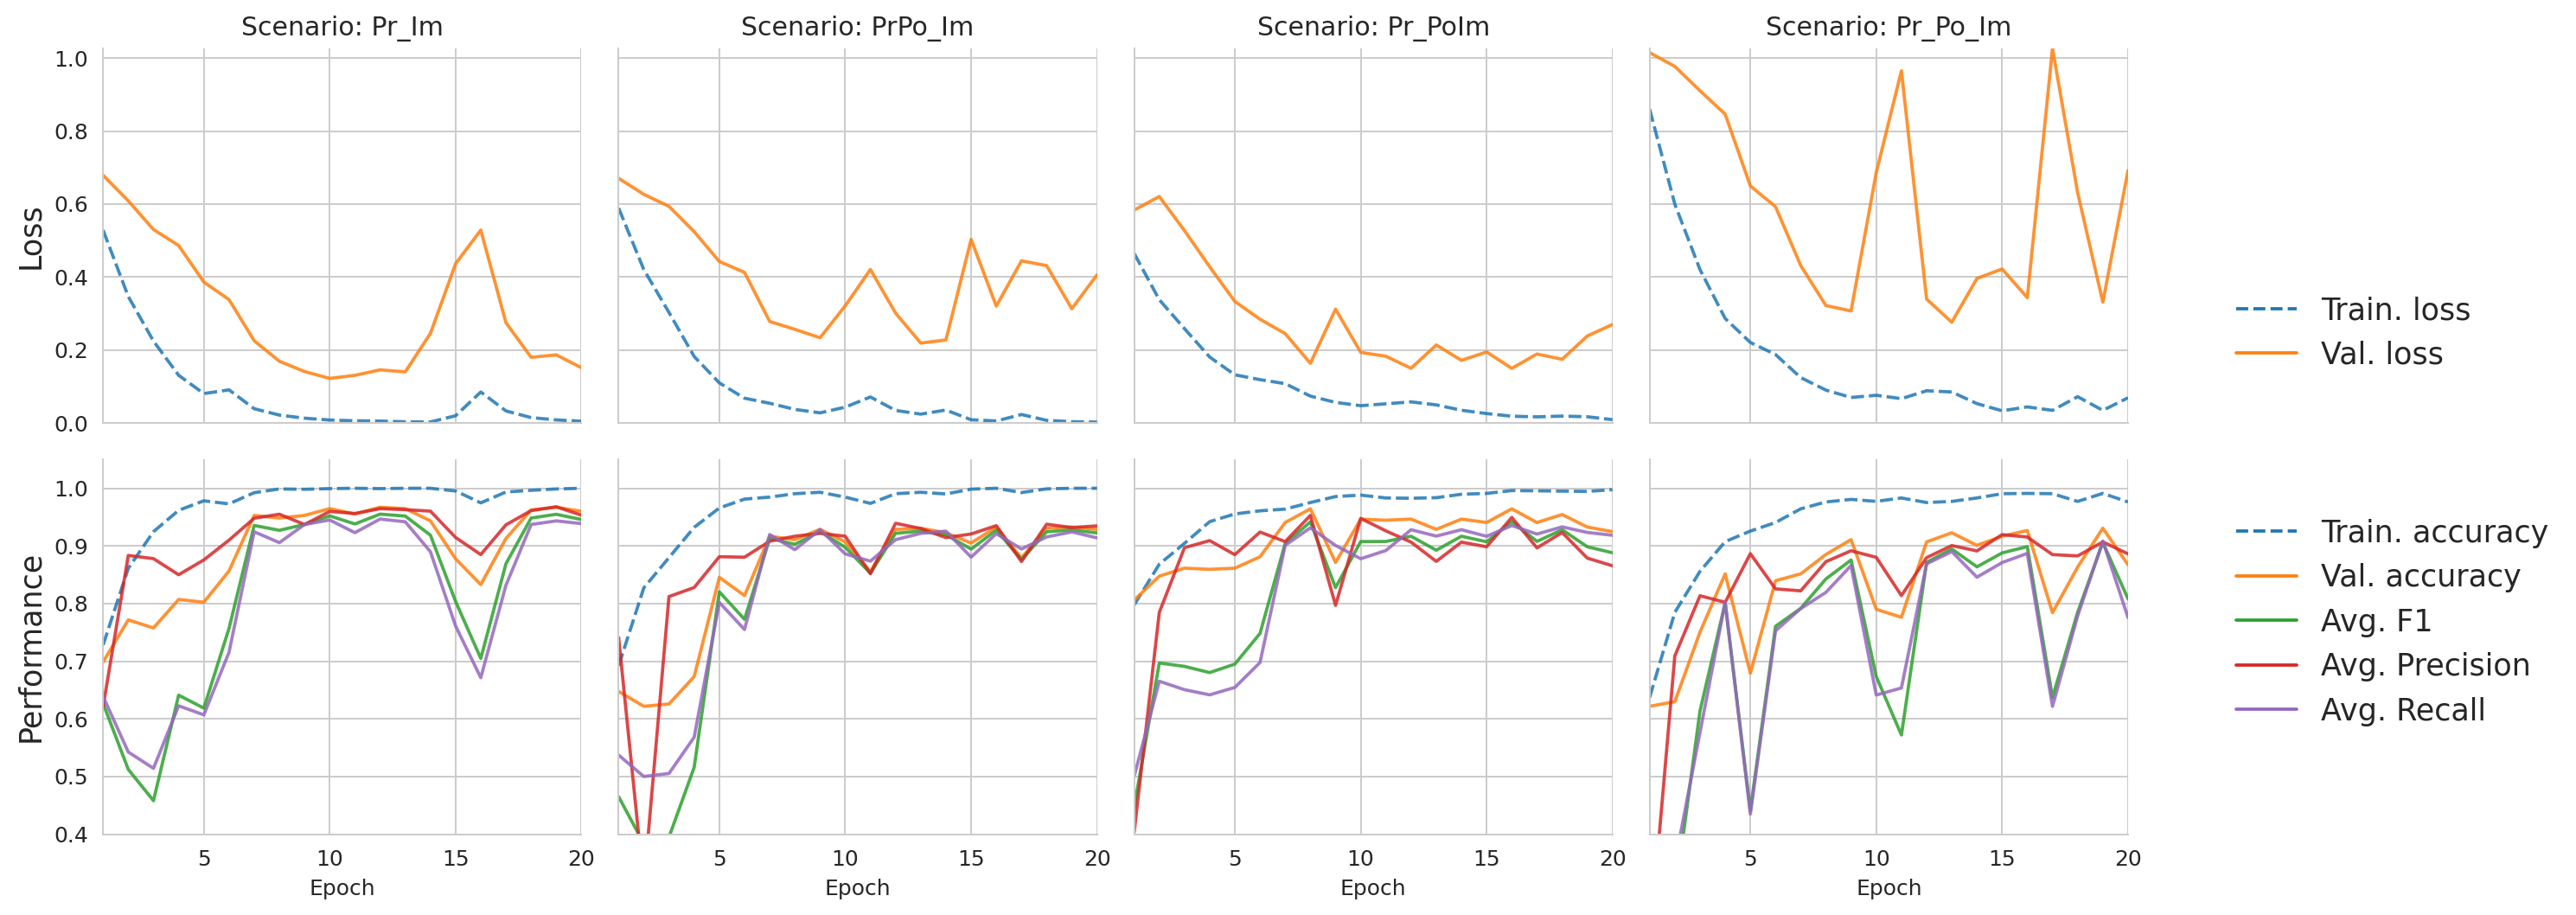 Scenario: Pr_Im
Scenario: PrPo_Im
Scenario: Pr_PoIm
Scenario: Pr_Po_Im
Loss
1.0
0.8
0.6
0.4
0.2
0.0
Train. loss
Val. loss
Performance
1.0
0.9
0.8
0.7
0.6
0.5
0.4
5 10 15 20
5 10 15 20
5 10 15 20
5 10 15 20
Epoch
Epoch
Epoch
Epoch
Train. accuracy
Val. accuracy
Avg. F1
Avg. Precision
Avg. Recall